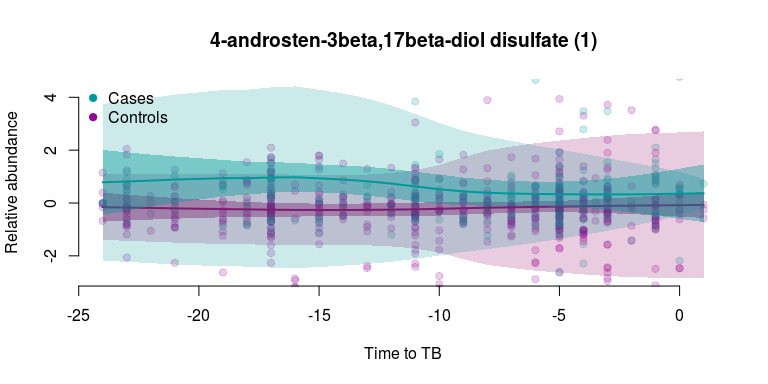 4-androsten-3beta,17beta-diol disulfate (1)
Cases
Controls
Relative abundance
4
2
0
-2
-25
-20
-15
-10
-5
0
Time to TB